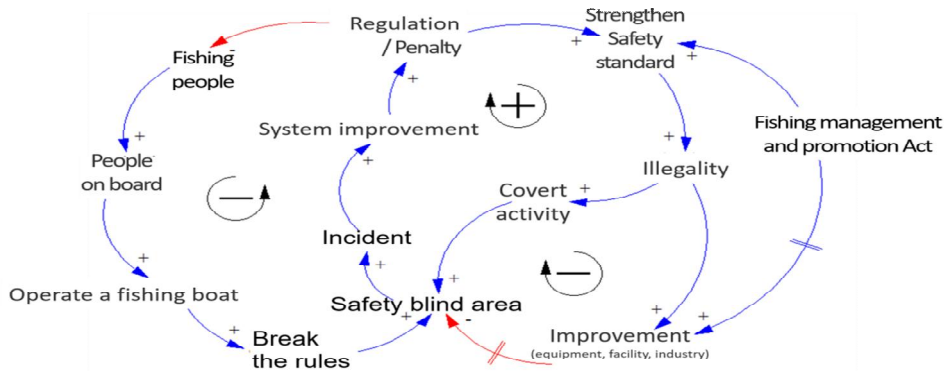 Regulation
/ Penalty
Strengthen
Safety
standard
Fishing
people
System improvement
Fishing management
and promotion Act
People
on board
Illegality
Covert
activity
Incident
Operate a fishing boat
Safety blind area
Break
the rules
Improvement
(equipment, facility, industry)